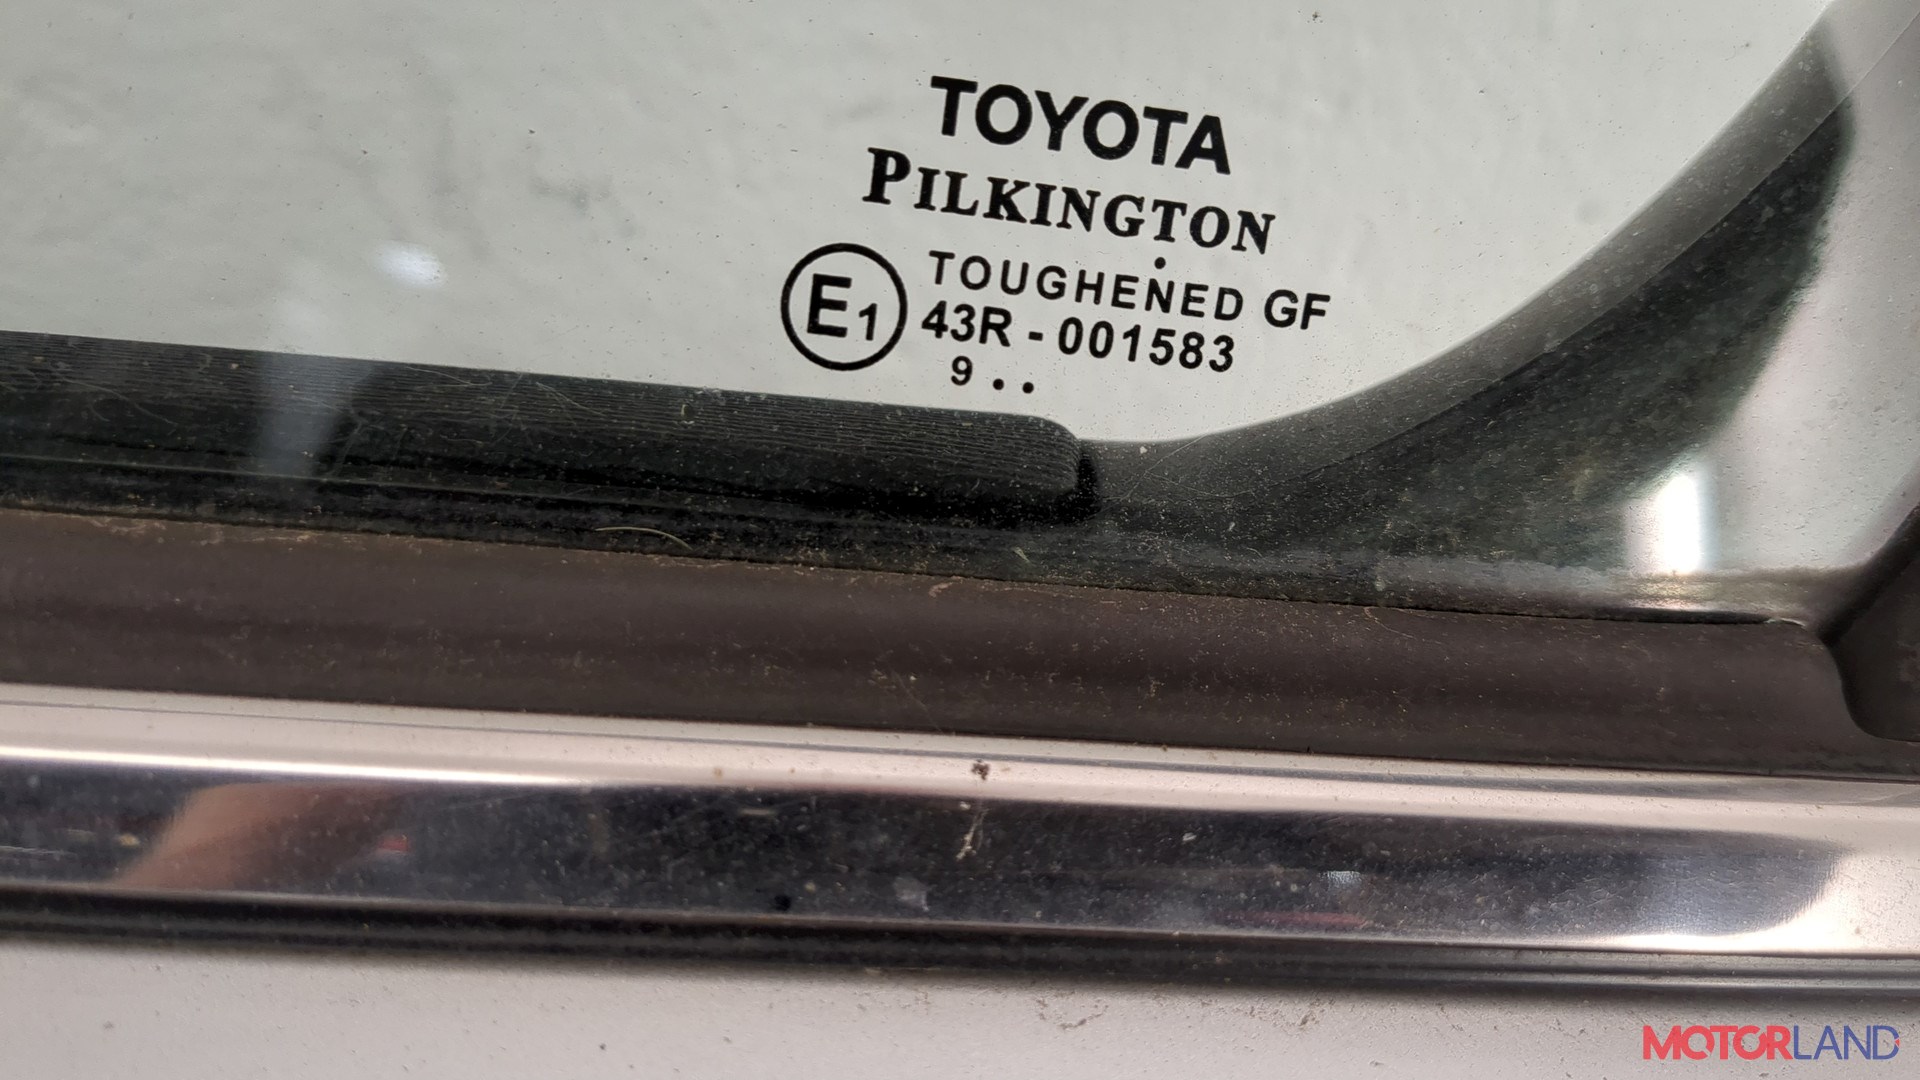 TOYOTA
PILKINGTON
TOUGHENED GF
E1 43R - 001583
9 . .
MOTORLAND